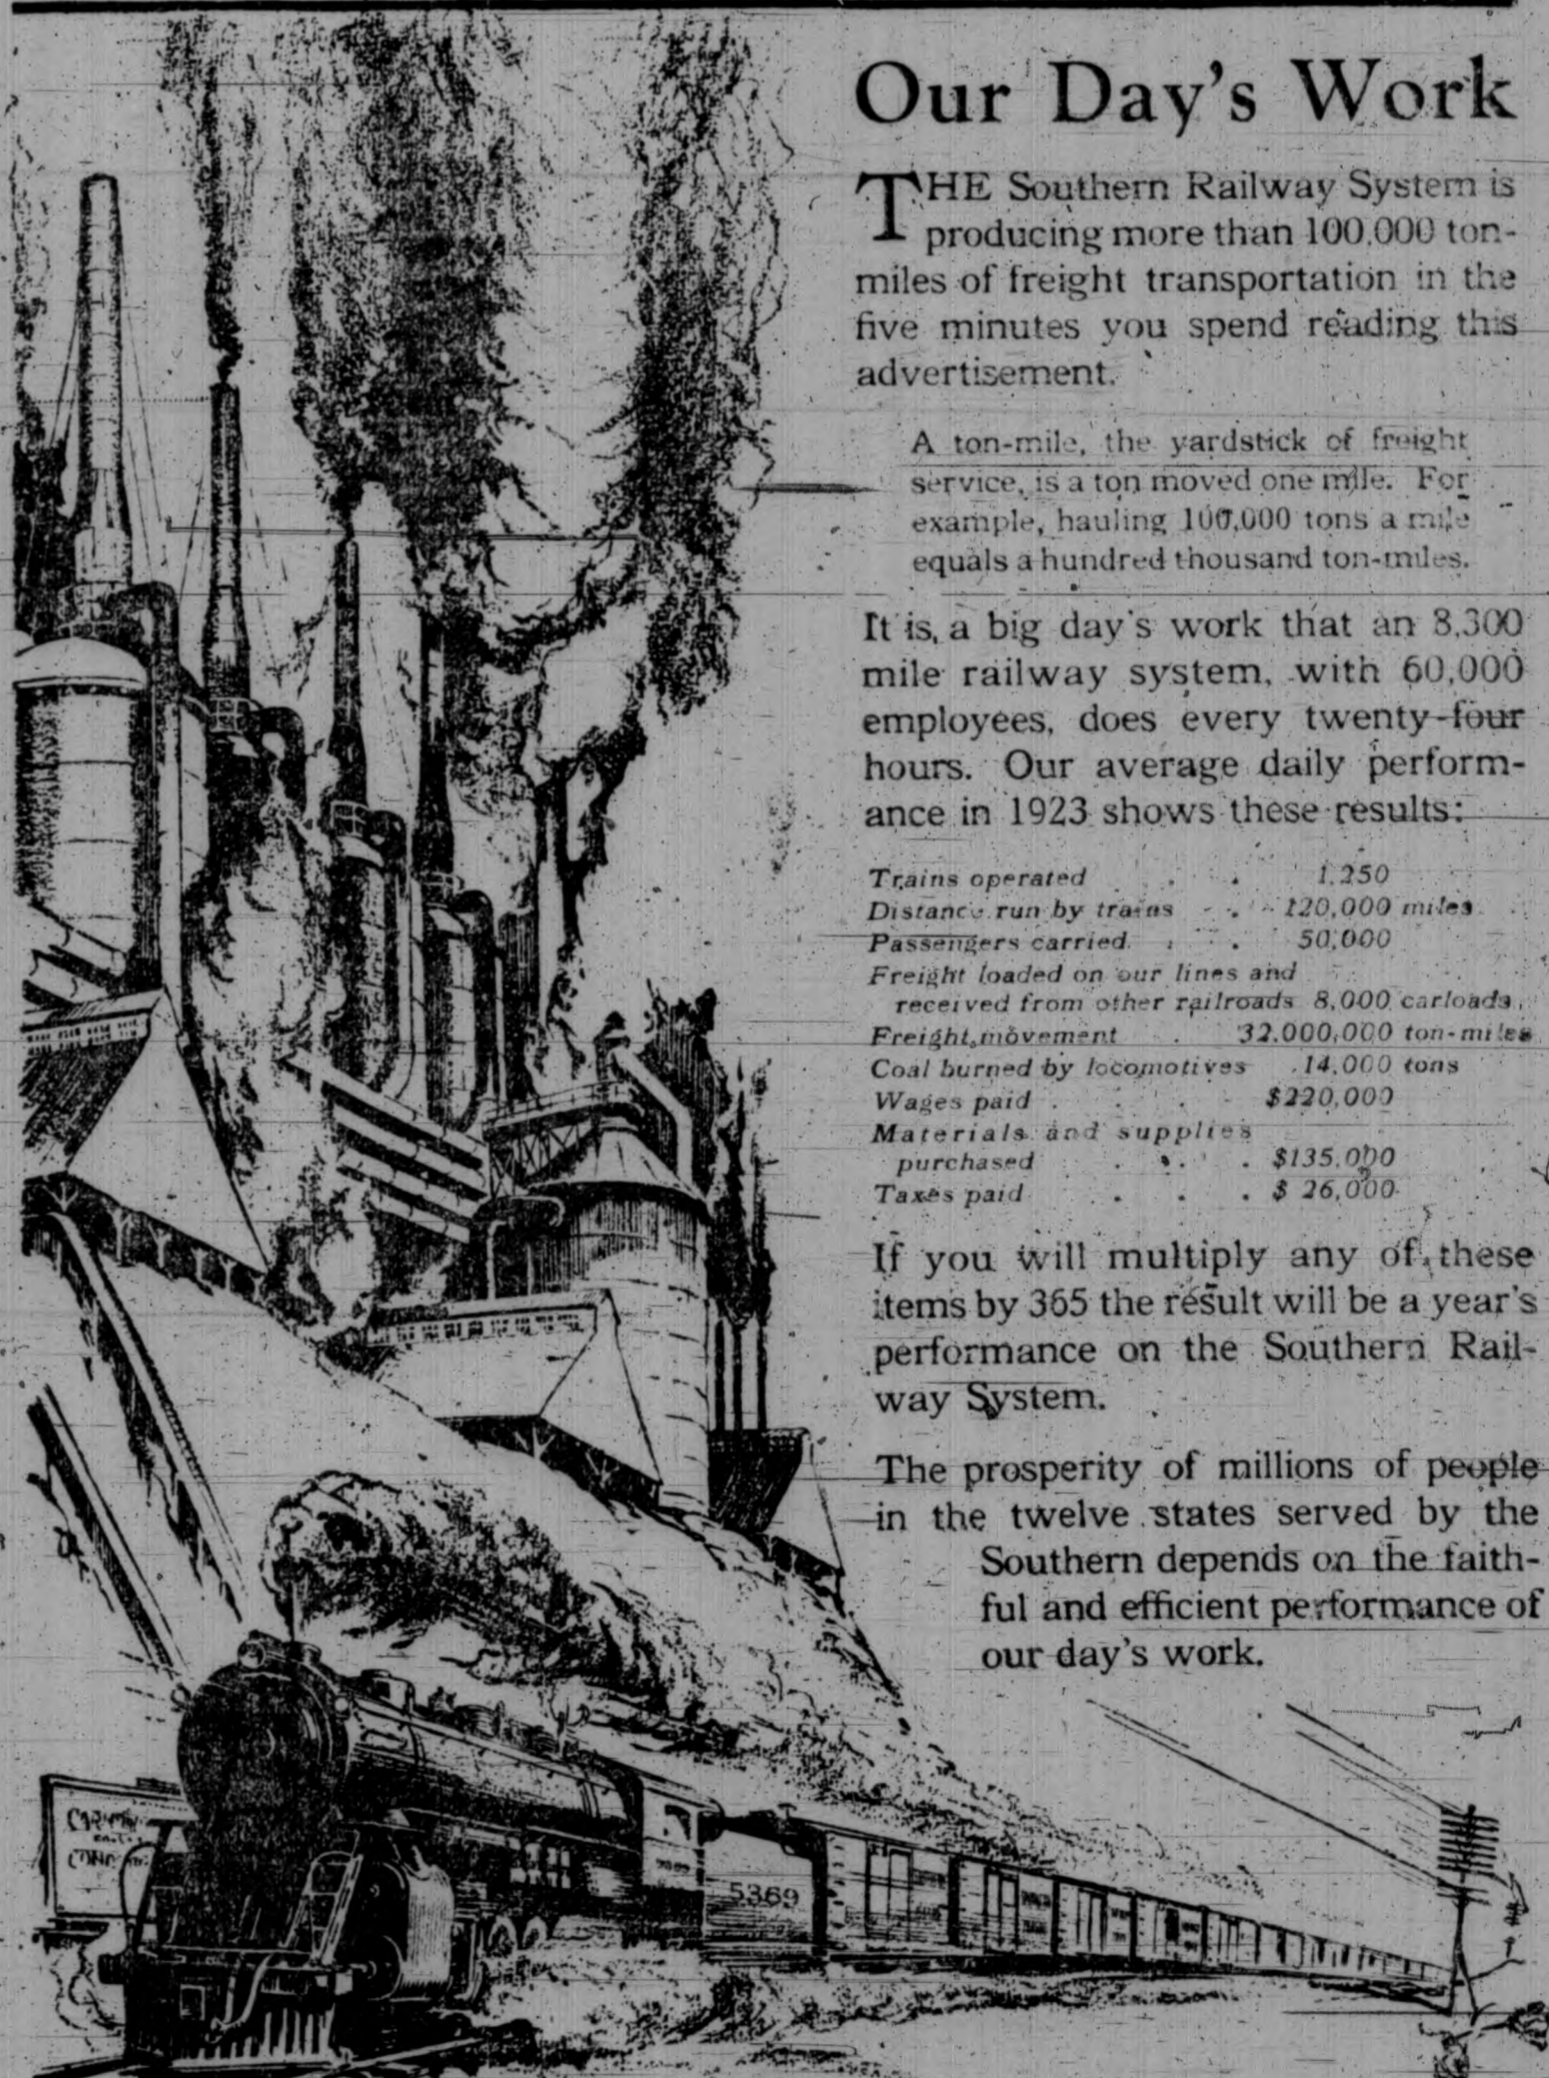 Our Day's Work
THE Southern Railway System is
producing more than 100,000 ton-
miles of freight transportation in the
five minutes you spend reading this
advertisement.
A ton-mile, the yardstick of freight
service, is a ton moved one mile. For
example, hauling 100,000 tons a mile
equals a hundred thousand ton-miles.
It is a big day's work that an 8,300
mile railway system, with 60,000
employees, does every twenty-four
hours. Our average daily perform-
ance in 1923 shows these results:
Trains operated . . 1,250
Distance run by trains . . 120,000 miles
Passengers carried . . 50,000
Freight loaded on our lines and
received from other railroads 8,000 carloads
Freight movement . 32,000,000 ton-miles
Coal burned by locomotives 14,000 tons
Wages paid . . . . $220,000
Materials and supplies
purchased . . . $135,000
Taxes paid . . . $ 26,000
If you will multiply any of these
items by 365 the result will be a year's
performance on the Southern Rail-
way System.
The prosperity of millions of people
in the twelve states served by the
Southern depends on the faith-
ful and efficient performance of
our day's work.
5369